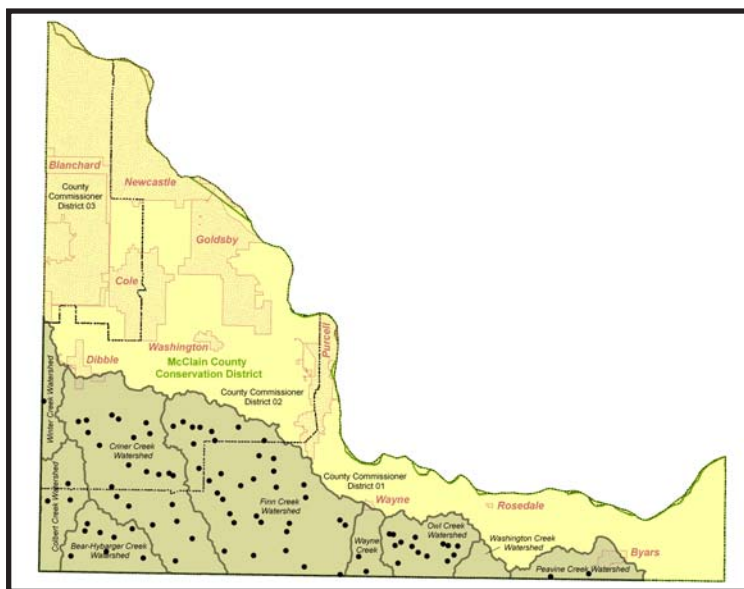 Blanchard
County
Commissioner
District 03
Newcastle
Goldsby
Cole
Washington
Purcell
Dibble
McClain County
Conservation District
County Commissioner
District 02
Winter Creek Watershed
Criner Creek
Watershed
Colbert Creek Watershed
Finn Creek
Watershed
County Commissioner
District 01
Wayne
Rosedale
Bear-Hybarger Creek
Watershed
Wayne
Creek
Owl Creek
Watershed
Washington Creek
Watershed
Byars
Peavine Creek Watershed